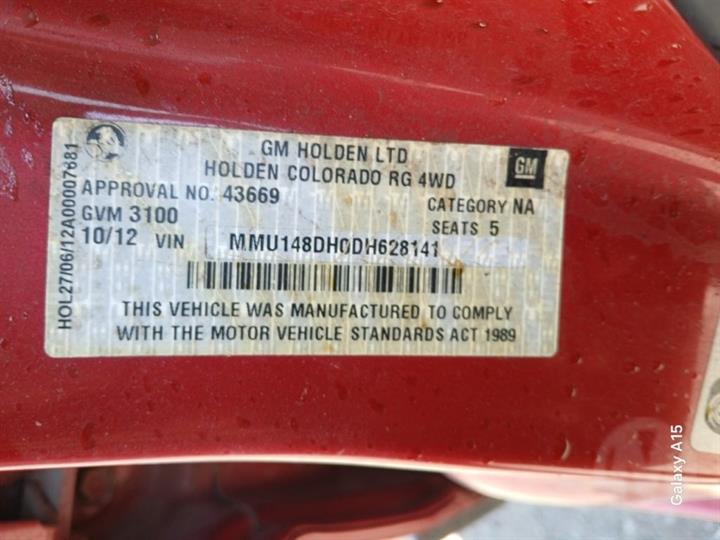 GM HOLDEN LTD
HOLDEN COLORADO RG 4WD
GM
APPROVAL NO. 43669
CATEGORY NA
GVM 3100
SEATS 5
10/12 VIN MMU148DH0DH628141
THIS VEHICLE WAS MANUFACTURED TO COMPLY
WITH THE MOTOR VEHICLE STANDARDS ACT 1989
HOL27/06/12A00007681
Galaxy A15